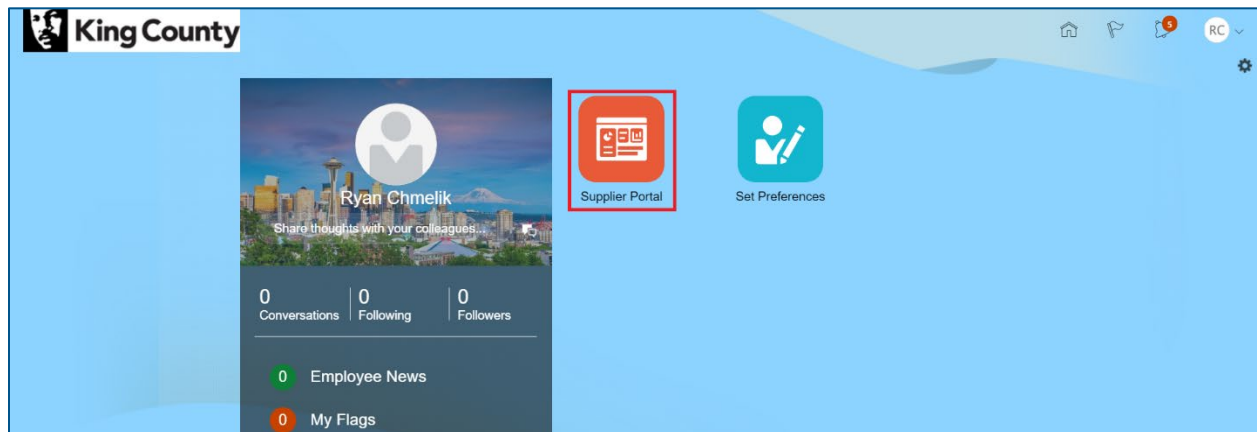 King County
5
RC
Ryan Chmelik
Share thoughts with your colleagues...
Supplier Portal
Set Preferences
0 0 0
Conversations Following Followers
0 Employee News
0 My Flags